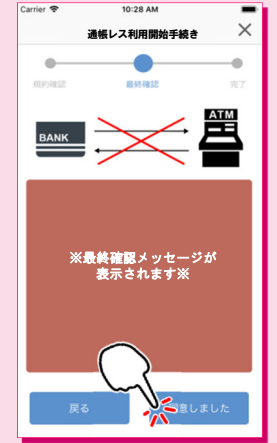 Carrier 10:28 AM
通帳レス利用開始手続き
規約確認 最終確認 完了
BANK
ATM
※最終確認メッセージが
表示されます※
戻る 同意しました